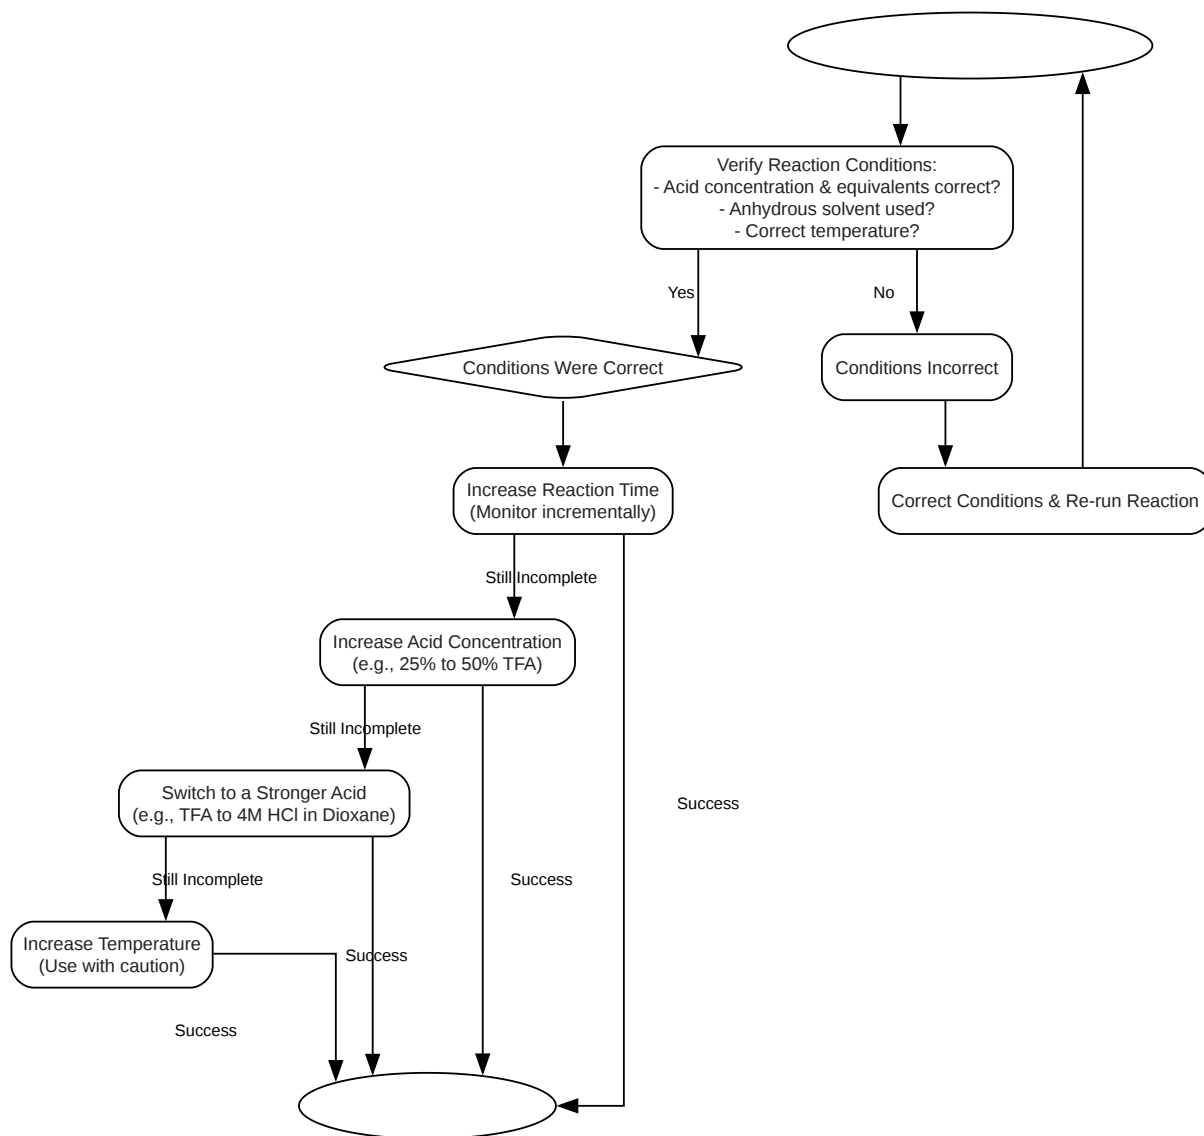 Verify Reaction Conditions:
- Acid concentration & equivalents correct?
- Anhydrous solvent used?
- Correct temperature?
Yes
No
Conditions Were Correct
Conditions Incorrect
Increase Reaction Time
(Monitor incrementally)
Correct Conditions & Re-run Reaction
Still Incomplete
Increase Acid Concentration
(e.g., 25% to 50% TFA)
Still Incomplete
Switch to a Stronger Acid
(e.g., TFA to 4M HCl in Dioxane)
Success
Still Incomplete
Success
Increase Temperature
(Use with caution)
Success
Success